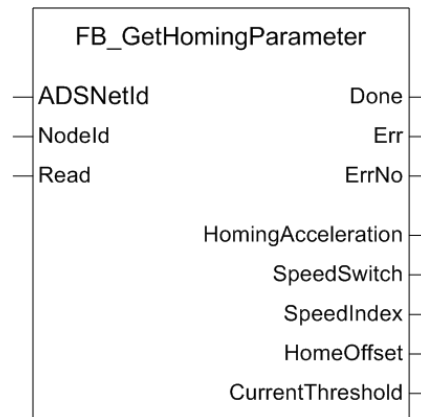 FB_GetHomingParameter
ADSNetId Done
NodeId Err
Read ErrNo
HomingAcceleration
SpeedSwitch
SpeedIndex
HomeOffset
CurrentThreshold